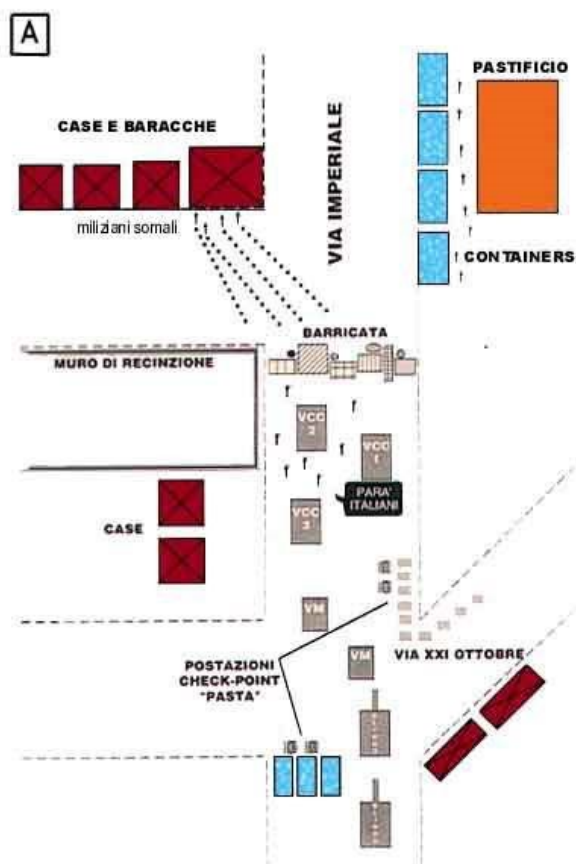 A
PASTIFICIO
CASE E BARACCHE
VIA IMPERIALE
miliziani somali
CONTAINERS
BARRICATA
MURO DI RECINZIONE
VCC
2
VCC
1
PARA'
ITALIANI
VCC
3
CASE
VM
VIA XXI OTTOBRE
VM
POSTAZIONI
CHECK-POINT
"PASTA"